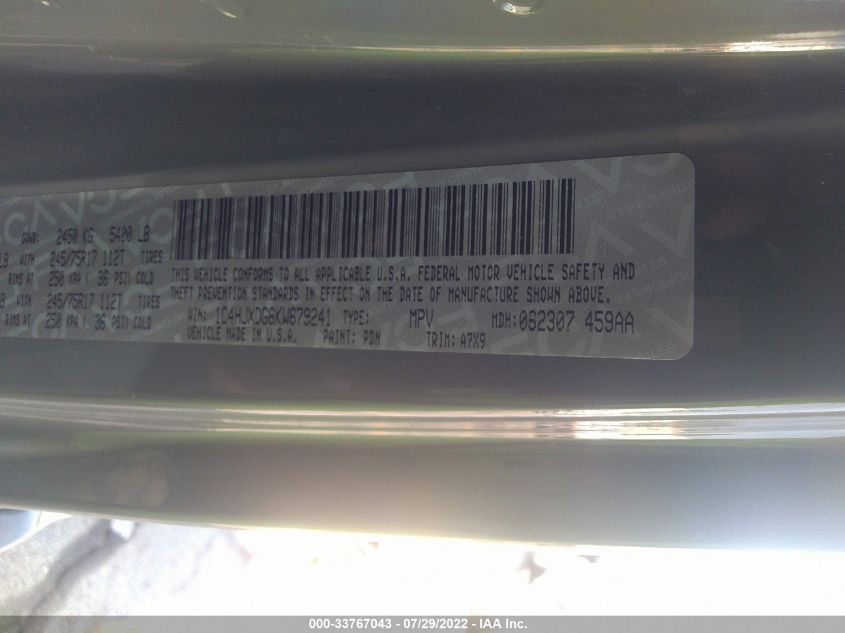 GVWR: 2450 KG 5400 LB
LB WITH 245/75R17 112T TIRES
RIMS AT 250 KPA ( 36 PSI) COLD
LB WITH 245/75R17 112T TIRES
RIMS AT 250 KPA ( 36 PSI) COLD
THIS VEHICLE CONFORMS TO ALL APPLICABLE U.S.A. FEDERAL MOTOR VEHICLE SAFETY AND
THEFT PREVENTION STANDARDS IN EFFECT ON THE DATE OF MANUFACTURE SHOWN ABOVE.
VIN: 1C4HJXDG6KW679241 TYPE: MPV MDH: 062307 459AA
VEHICLE MADE IN U.S.A. PAINT: PDN TRIM: A7X9
000-33767043 - 07/29/2022 - IAA Inc.